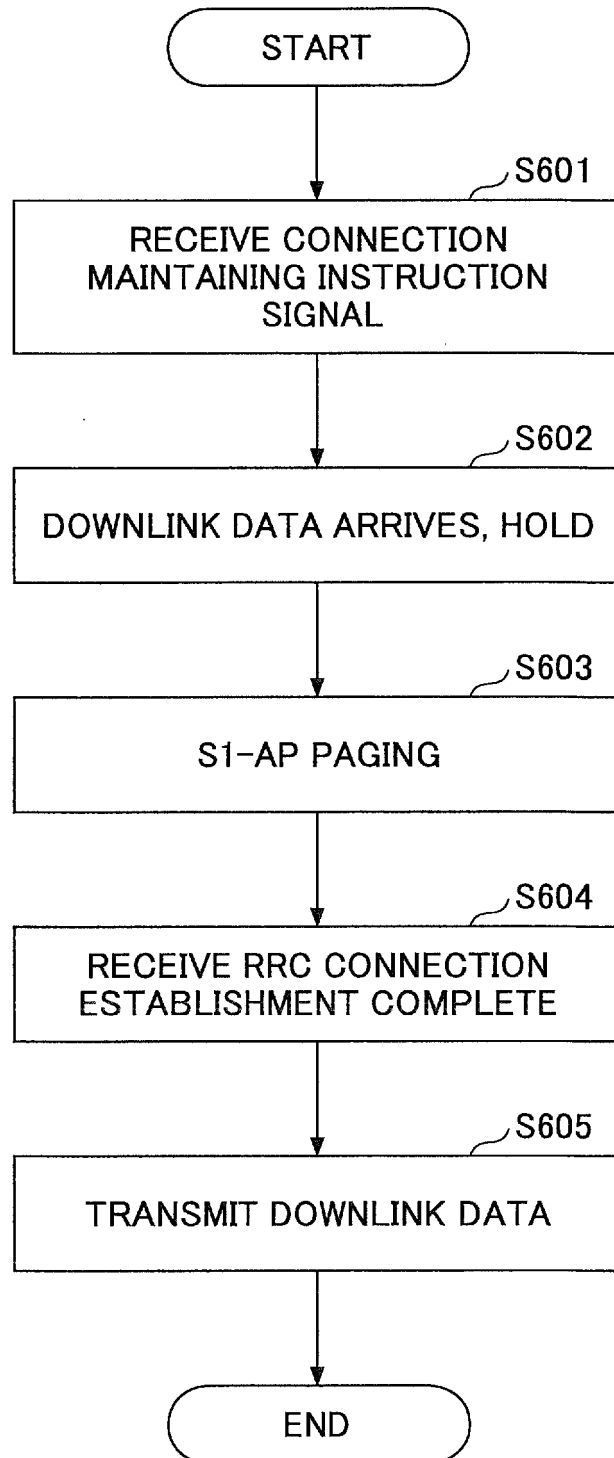 START
S601
RECEIVE CONNECTION
MAINTAINING INSTRUCTION
SIGNAL
S602
DOWNLINK DATA ARRIVES, HOLD
S603
S1-AP PAGING
S604
RECEIVE RRC CONNECTION
ESTABLISHMENT COMPLETE
S605
TRANSMIT DOWNLINK DATA
END